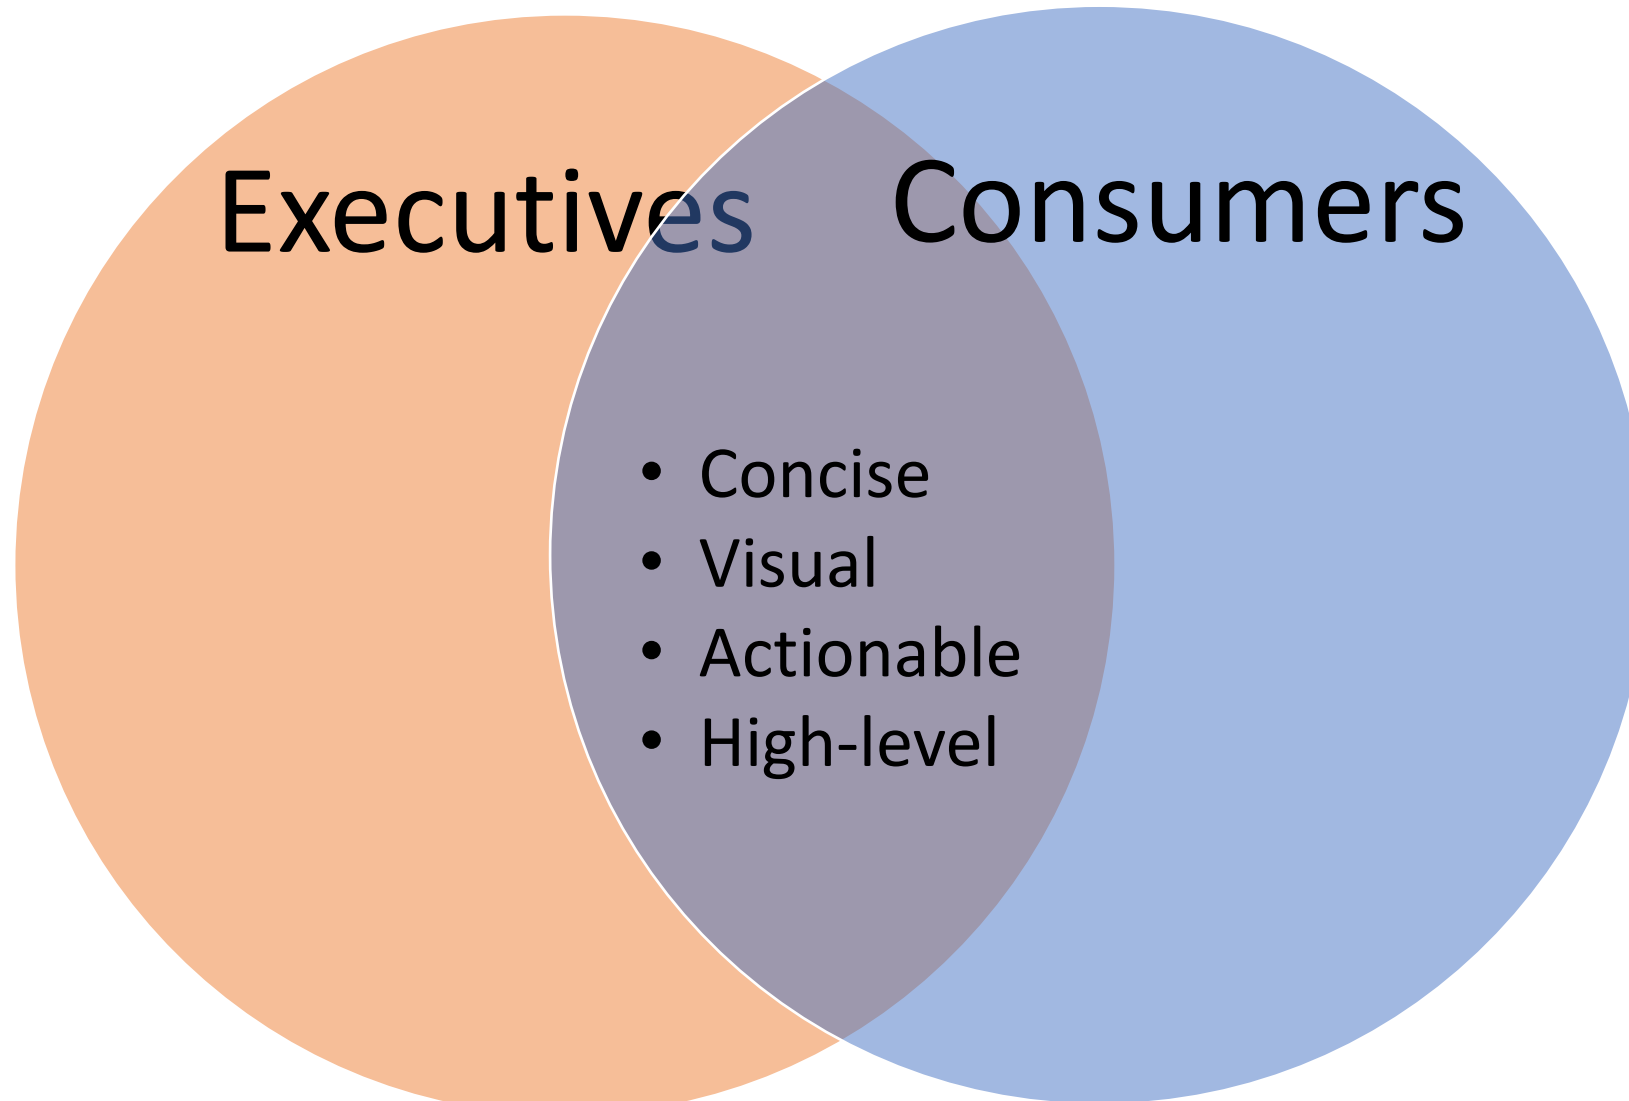 Executives
Consumers
• Concise
• Visual
• Actionable
• High-level